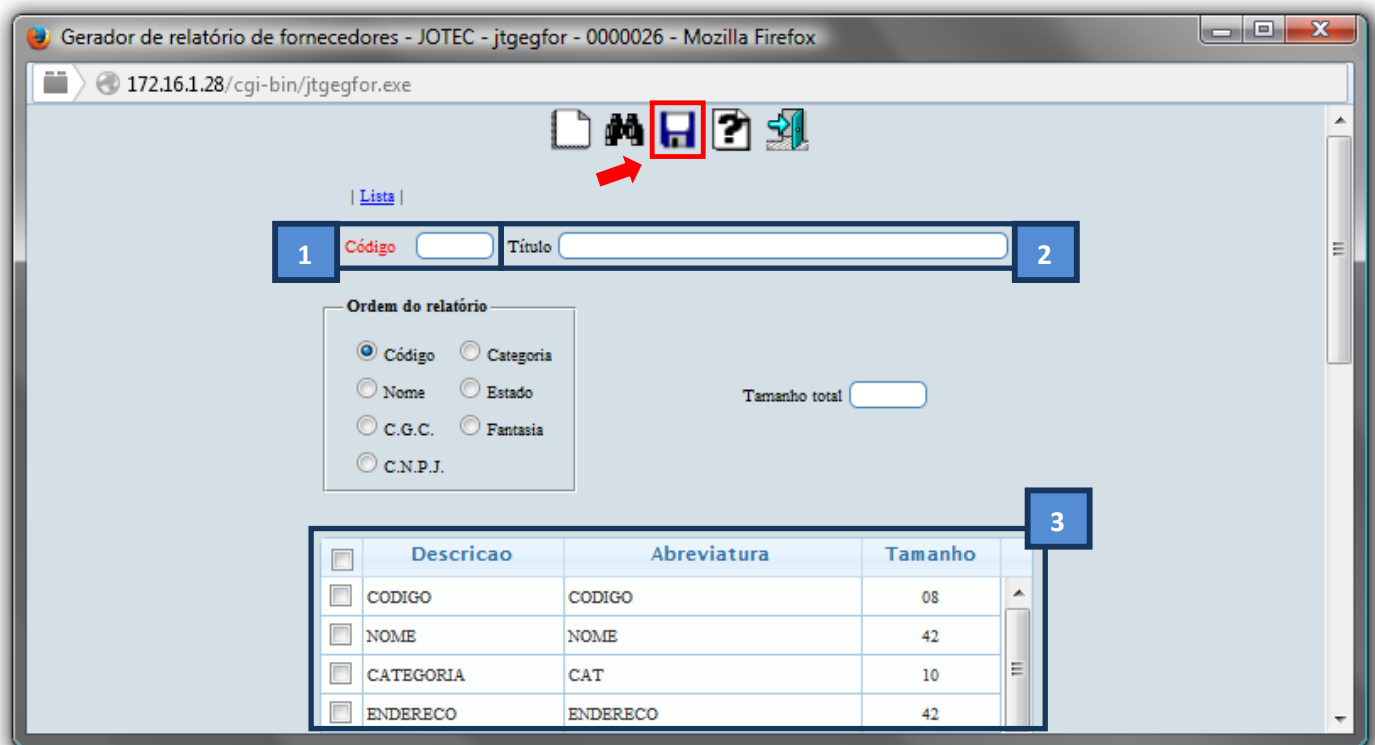 Gerador de relatório de fornecedores - JOTEC - jtgegfor - 0000026 - Mozilla Firefox
172.16.1.28/cgi-bin/jtgegfor.exe
| Lista |
1 Código Título 2
Ordem do relatório
Código Categoria
Nome Estado
Tamanho total
C.G.C. Fantasia
C.N.P.J.
3
Descricao Abreviatura Tamanho
CODIGO CODIGO 08
NOME NOME 42
CATEGORIA CAT 10
ENDERECO ENDERECO 42